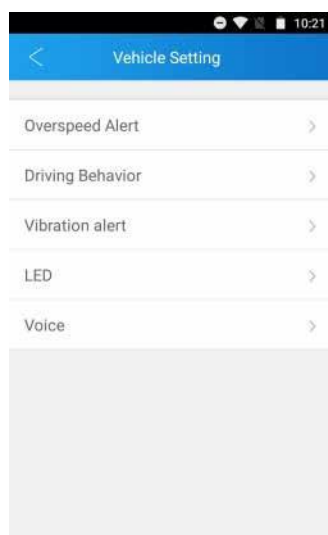 10:21
Vehicle Setting
Overspeed Alert
Driving Behavior
Vibration alert
LED
Voice